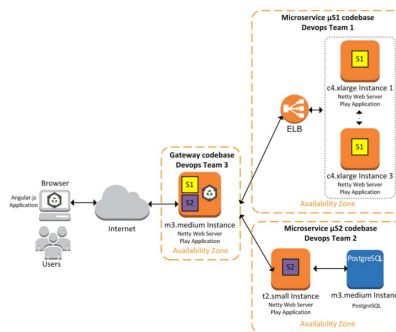 Microservice µS1 codebase
Devops Team 1
S1
c4.xlarge Instance 1
Netty Web Server
Play Application
ELB
S1
c4.xlarge Instance 3
Netty Web Server
Play Application
Availability Zone
Gateway codebase
Devops Team 3
S1
S2
m3.medium Instance
Netty Web Server
Play Application
Availability Zone
Browser
Angular.js
Application
Users
Internet
Microservice µS2 codebase
Devops Team 2
S2
t2.small Instance
Netty Web Server
Play Application
PostgreSQL
m3.medium Instance
PostgreSQL
Availability Zone